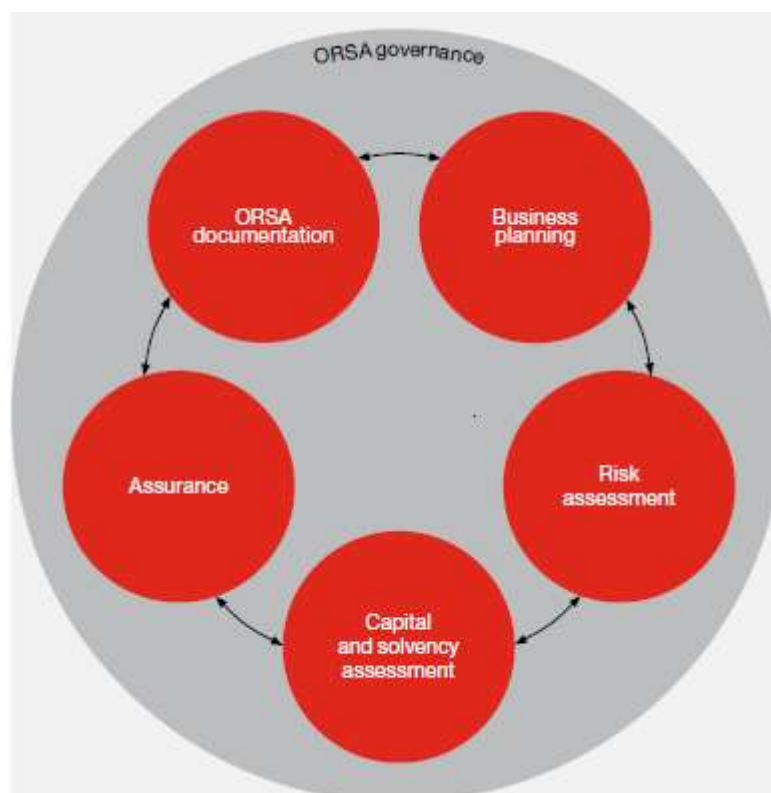 ORSA governance
ORSA
documentation
Business
planning
Assurance
Risk
assessment
Capital
and solvency
assessment